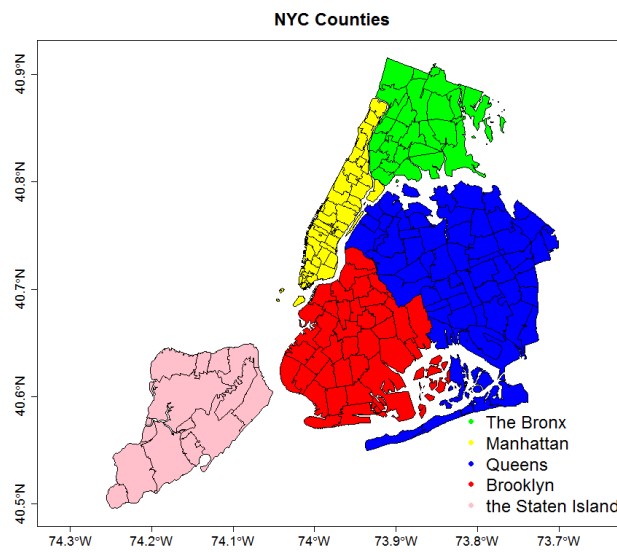 NYC Counties
40.9°N
40.8°N
40.7°N
40.6°N
40.5°N
The Bronx
Manhattan
Queens
Brooklyn
the Staten Island
74.3°W 74.2°W 74.1°W 74°W 73.9°W 73.8°W 73.7°W